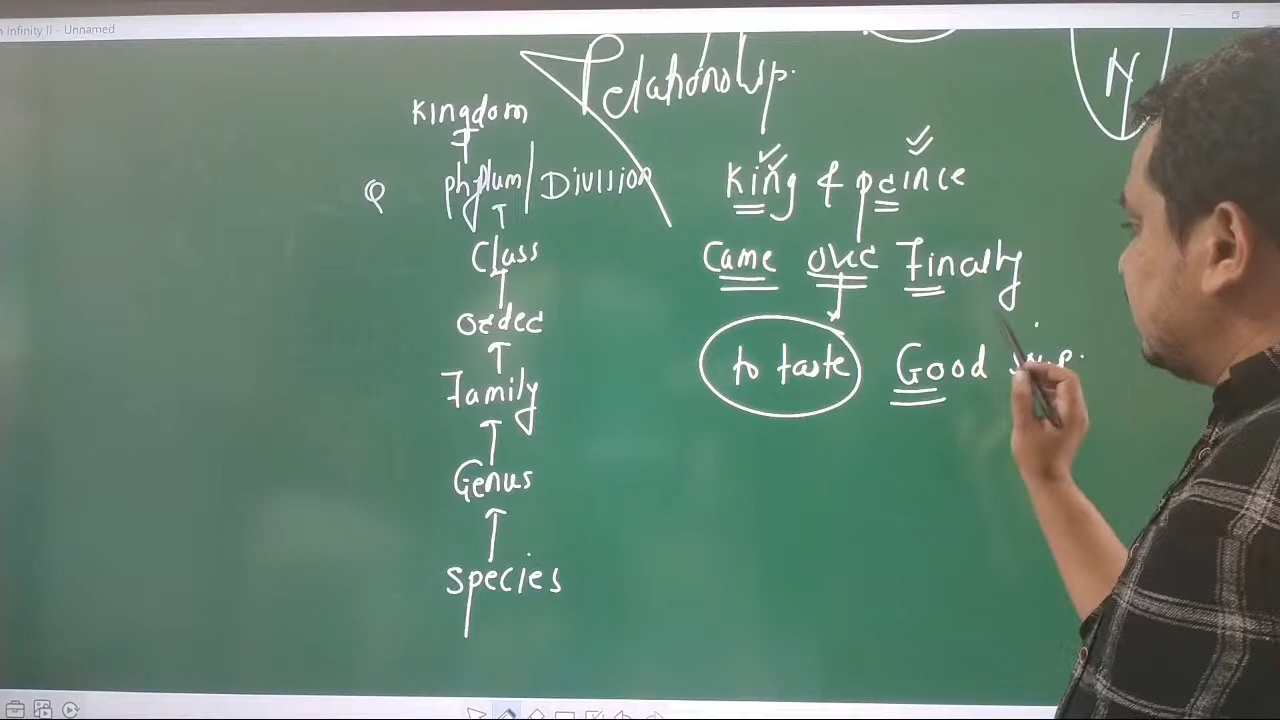 Infinity II - Unnamed
Relationship.
N
Kingdom
Q phylum / Division
Class
order
Family
Genus
Species
King & prince
Came over Finally
to taste Good